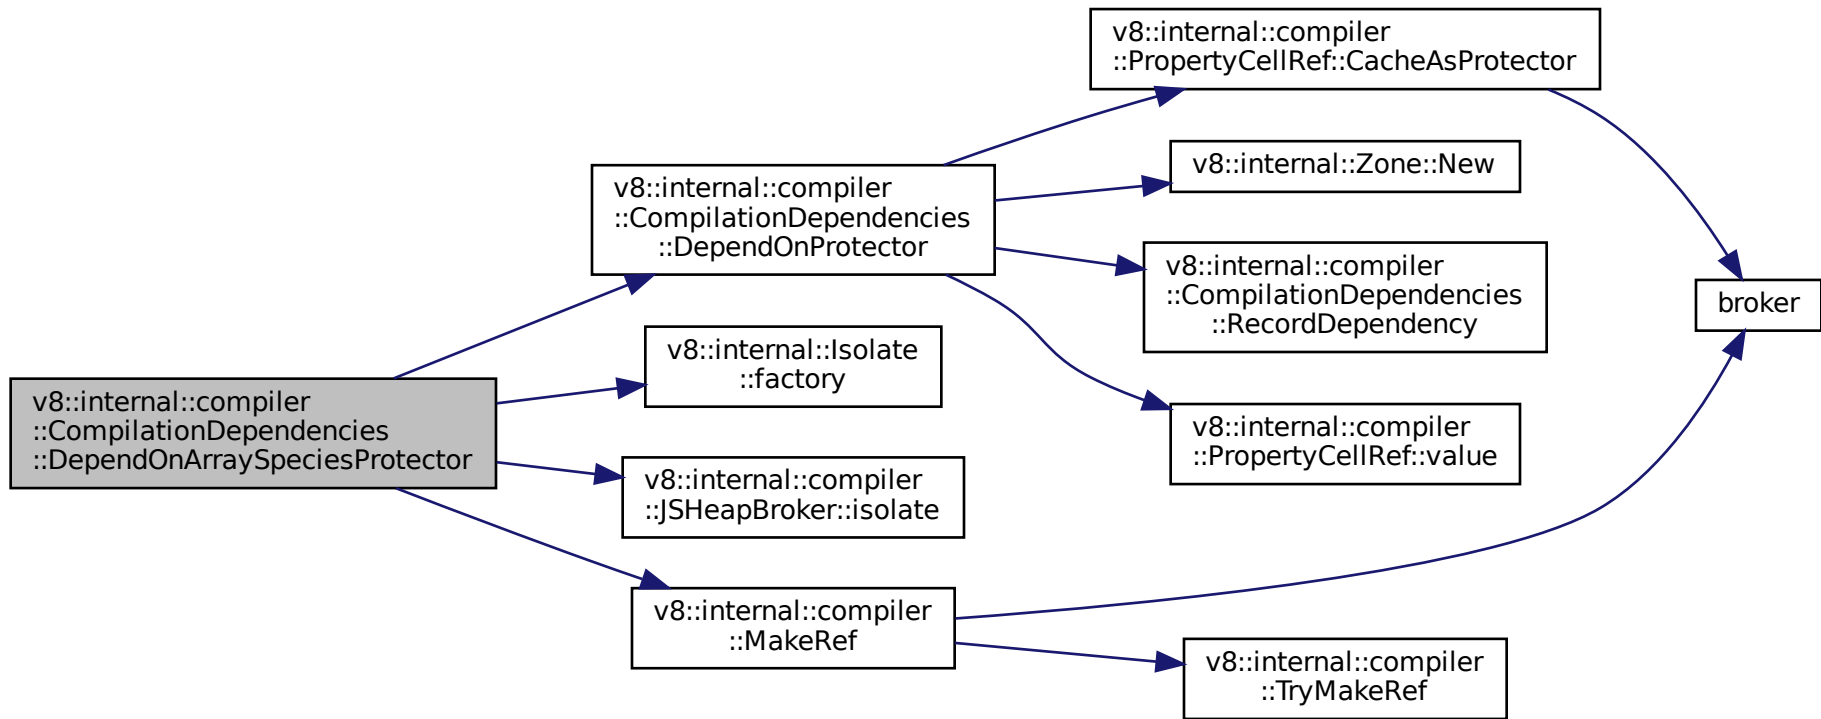 v8::internal::compiler
::PropertyCellRef::CacheAsProtector
v8::internal::Zone::New
v8::internal::compiler
::CompilationDependencies
::DependOnProtector
v8::internal::compiler
::CompilationDependencies
::RecordDependency
broker
v8::internal::Isolate
::factory
v8::internal::compiler
::CompilationDependencies
::DependOnArraySpeciesProtector
v8::internal::compiler
::PropertyCellRef::value
v8::internal::compiler
::JSHeapBroker::isolate
v8::internal::compiler
::MakeRef
v8::internal::compiler
::TryMakeRef